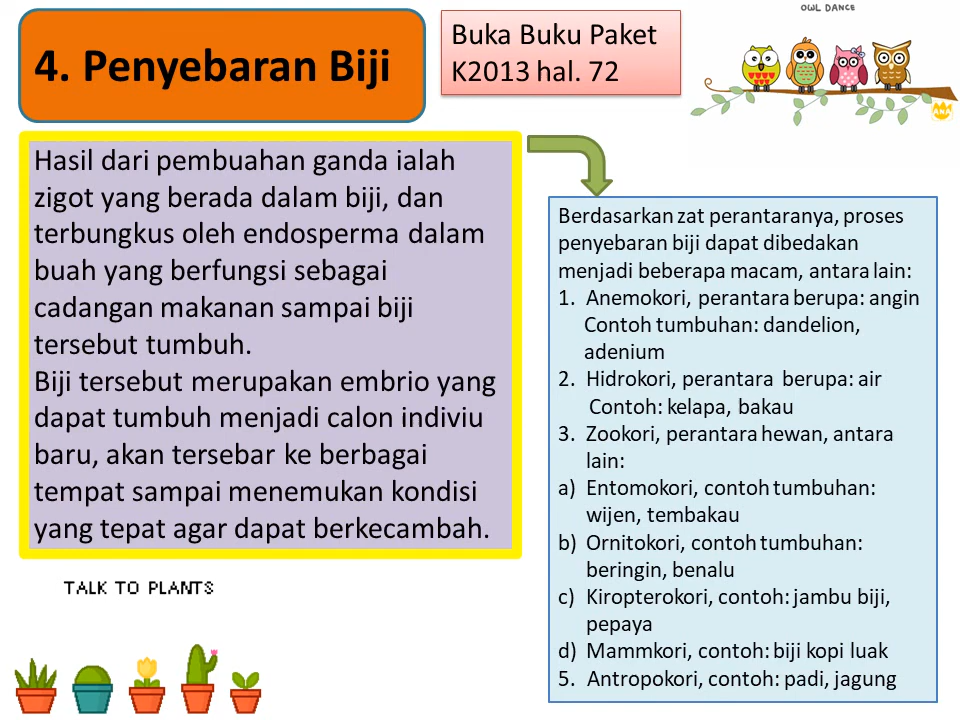 OWL DANCE
4. Penyebaran Biji
Buka Buku Paket
K2013 hal. 72
Hasil dari pembuahan ganda ialah
zigot yang berada dalam biji, dan
terbungkus oleh endosperma dalam
buah yang berfungsi sebagai
cadangan makanan sampai biji
tersebut tumbuh.
Biji tersebut merupakan embrio yang
dapat tumbuh menjadi calon indiviu
baru, akan tersebar ke berbagai
tempat sampai menemukan kondisi
yang tepat agar dapat berkecambah.
Berdasarkan zat perantaranya, proses
penyebaran biji dapat dibedakan
menjadi beberapa macam, antara lain:
1. Anemokori, perantara berupa: angin
Contoh tumbuhan: dandelion,
adenium
2. Hidrokori, perantara berupa: air
Contoh: kelapa, bakau
3. Zookori, perantara hewan, antara
lain:
a) Entomokori, contoh tumbuhan:
wijen, tembakau
b) Ornitokori, contoh tumbuhan:
beringin, benalu
c) Kiropterokori, contoh: jambu biji,
pepaya
d) Mammkori, contoh: biji kopi luak
5. Antropokori, contoh: padi, jagung
TALK TO PLANTS